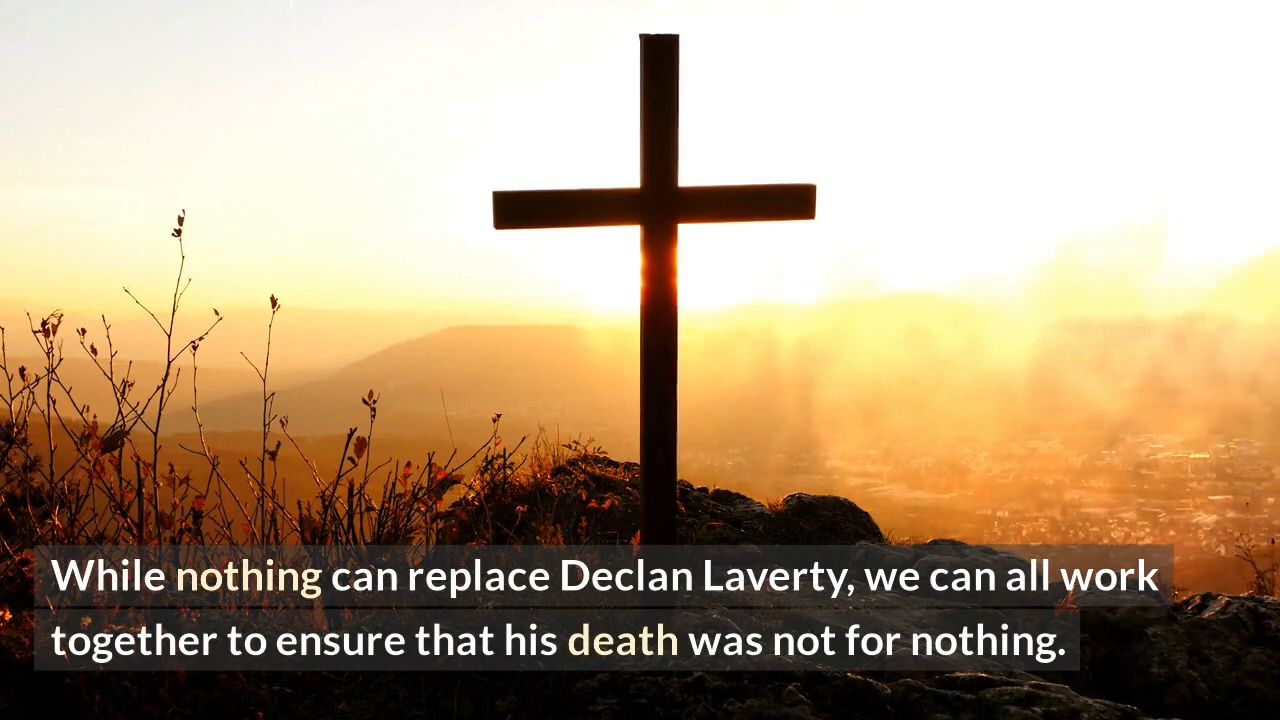 While nothing can replace Declan Laverty, we can all work
together to ensure that his death was not for nothing.